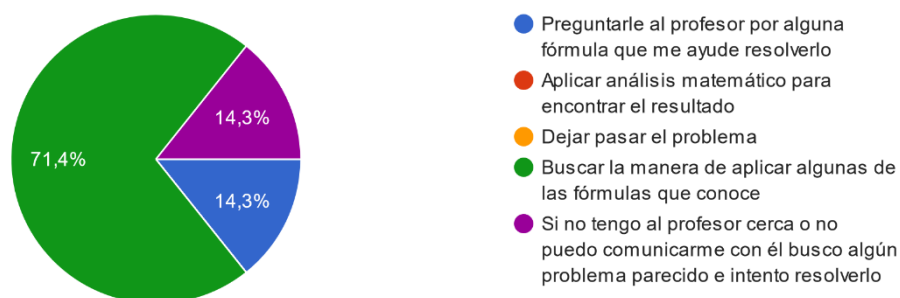 71,4%
14,3%
14,3%
Preguntarle al profesor por alguna
fórmula que me ayude resolverlo
Aplicar análisis matemático para
encontrar el resultado
Dejar pasar el problema
Buscar la manera de aplicar algunas de
las fórmulas que conoce
Si no tengo al profesor cerca o no
puedo comunicarme con él busco algún
problema parecido e intento resolverlo